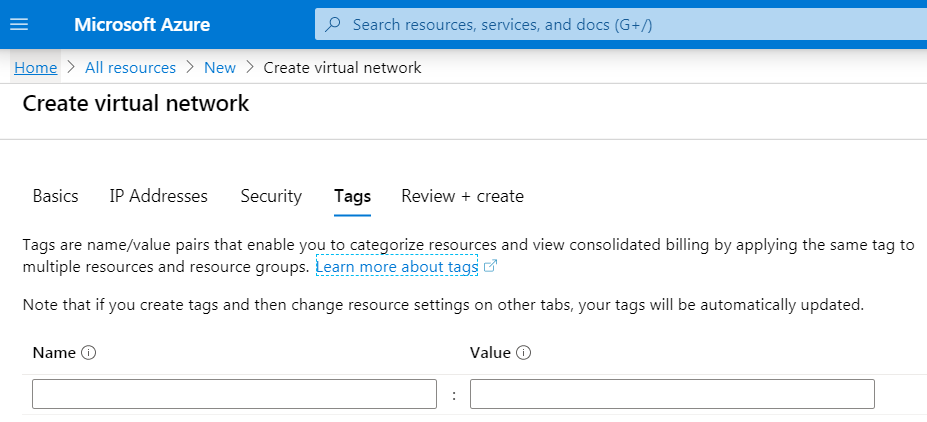 Microsoft Azure
Search resources, services, and docs (G+/)
Home > All resources > New > Create virtual network
Create virtual network
Basics IP Addresses Security Tags Review + create
Tags are name/value pairs that enable you to categorize resources and view consolidated billing by applying the same tag to
multiple resources and resource groups. Learn more about tags
Note that if you create tags and then change resource settings on other tabs, your tags will be automatically updated.
Name Value
: